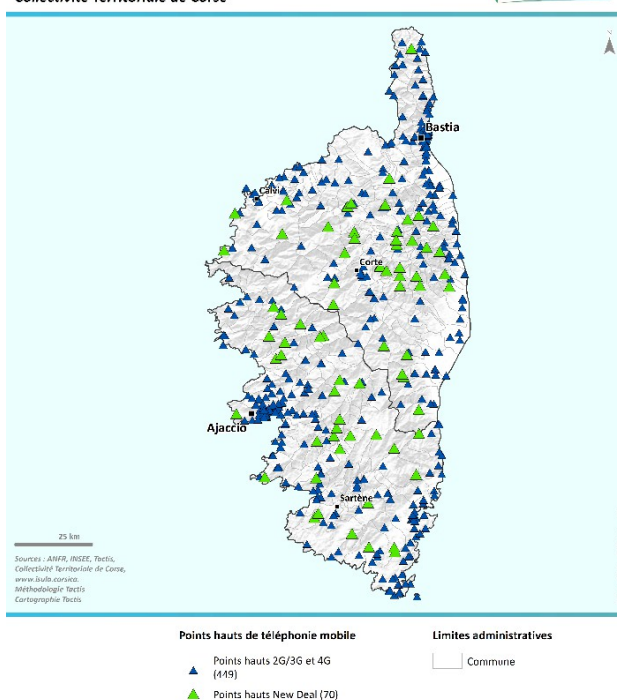 Collectivité Territoriale de Corse
N
Bastia
Calvi
Corte
Ajaccio
Sartène
25 km
Sources : ANFR, INSEE, Tactis,
Collectivité Territoriale de Corse,
www.isula.corsica.
Méthodologie Tactis
Cartographie Tactis
Points hauts de téléphonie mobile
Limites administratives
Points hauts 2G/3G et 4G
(449)
Commune
Points hauts New Deal (70)